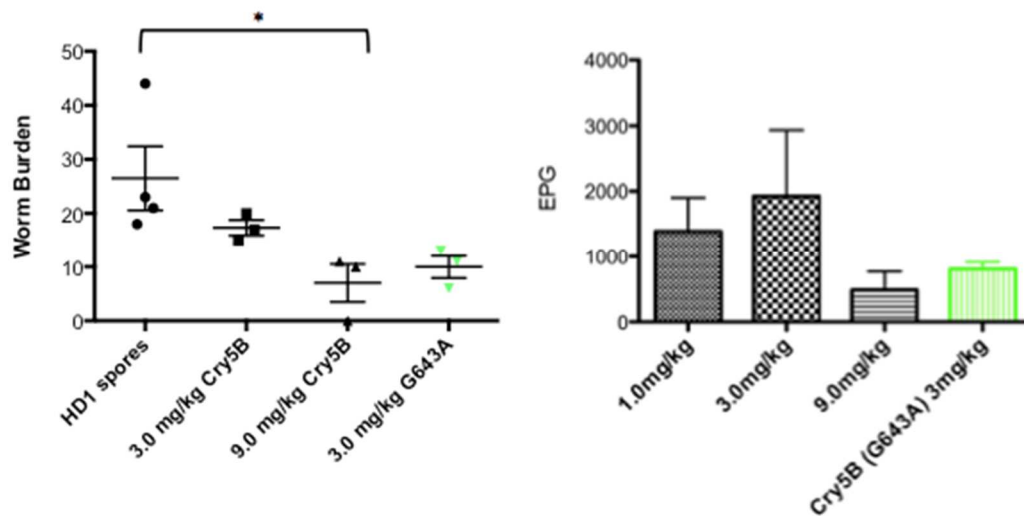 *
50
40
30
20
10
0
Worm Burden
HD1 spores
3.0 mg/kg Cry5B
9.0 mg/kg Cry5B
3.0 mg/kg G643A
4000
3000
2000
1000
0
EPG
1.0mg/kg
3.0mg/kg
9.0mg/kg
Cry5B (G643A) 3mg/kg